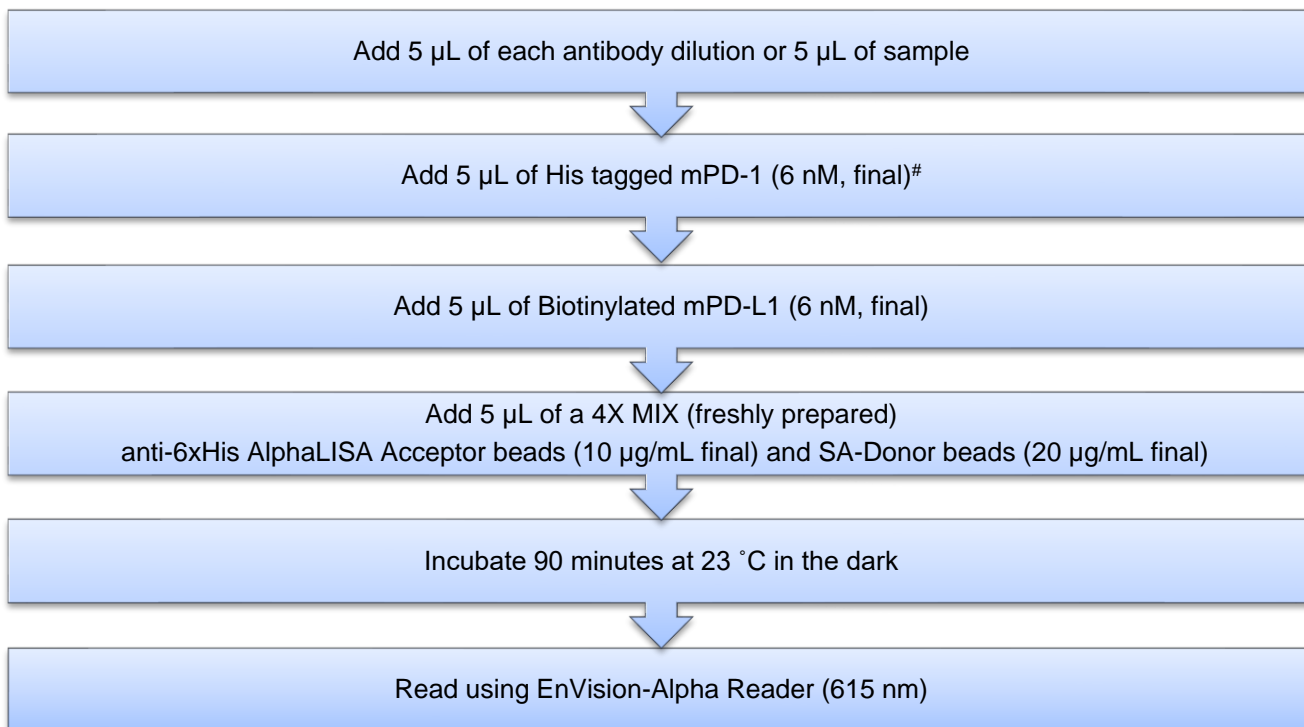 Add 5 µL of each antibody dilution or 5 µL of sample
Add 5 µL of His tagged mPD-1 (6 nM, final)#
Add 5 µL of Biotinylated mPD-L1 (6 nM, final)
Add 5 µL of a 4X MIX (freshly prepared)
anti-6xHis AlphaLISA Acceptor beads (10 µg/mL final) and SA-Donor beads (20 µg/mL final)
Incubate 90 minutes at 23 ˚C in the dark
Read using EnVision-Alpha Reader (615 nm)